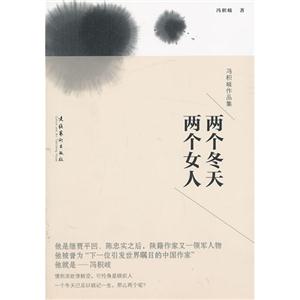 冯积岐 著
冯积岐作品集
两个冬天
两个女人
文化艺术出版社
他是继贾平凹、陈忠实之后，陕籍作家又一领军人物
他被誉为“下一位引发世界瞩目的中国作家”
他就是——冯积岐
一个冬天已足以铭记一生，那么两个呢?